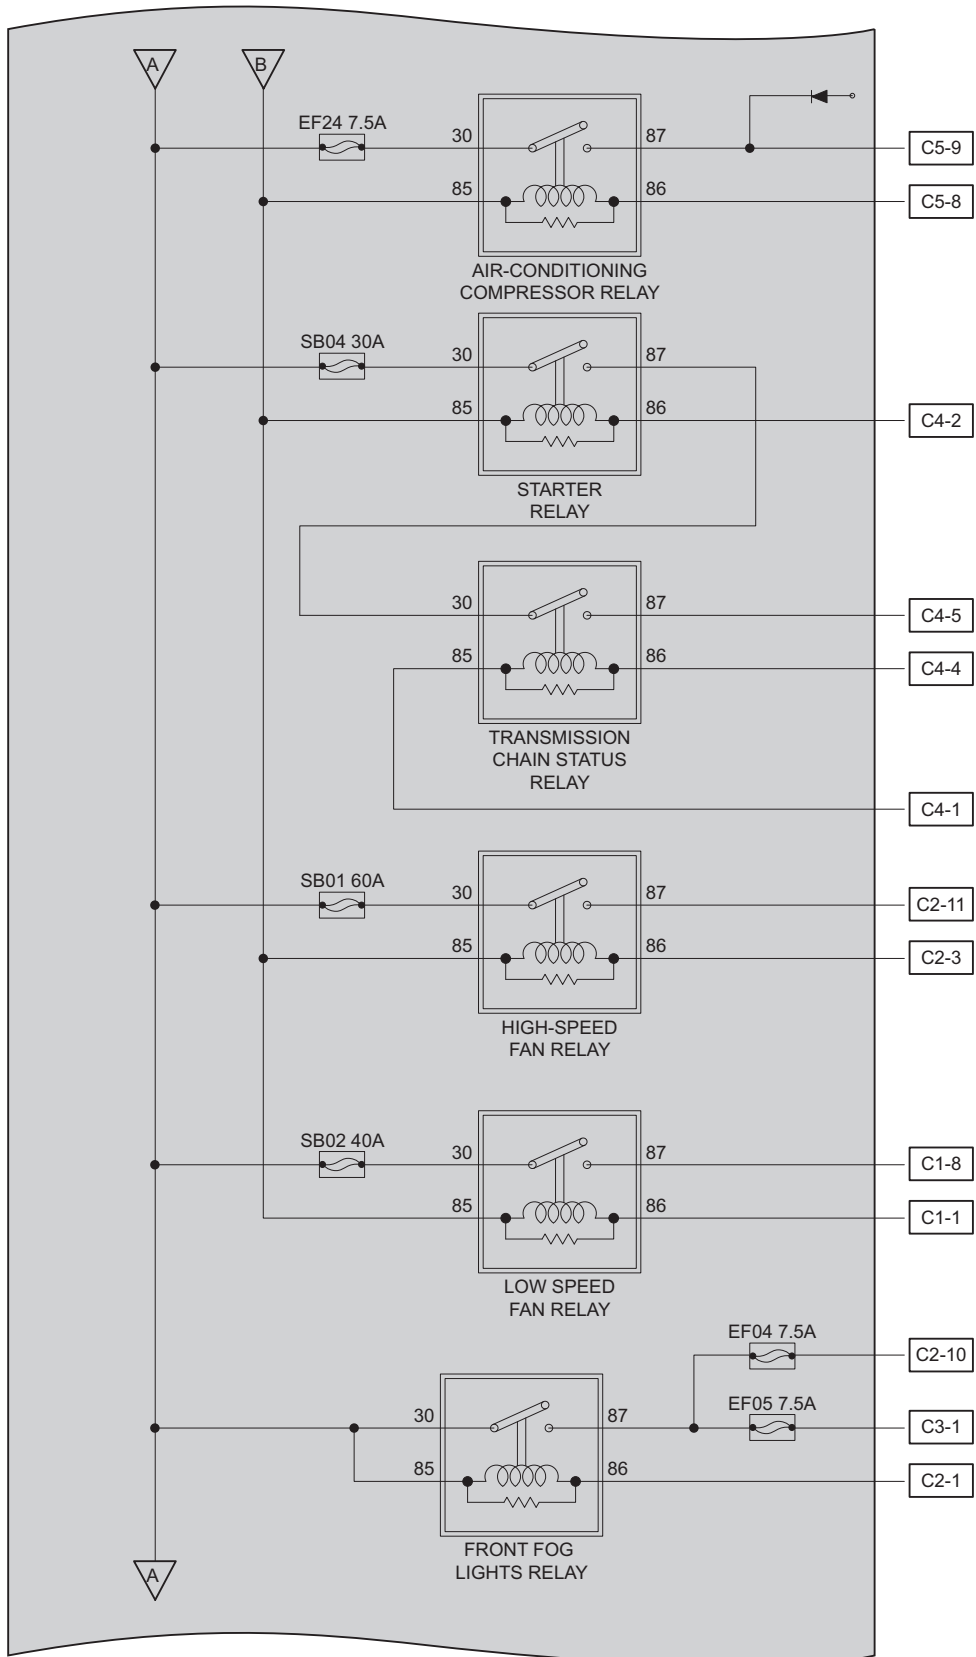 A
B
EF24 7.5A
30
87
C5-9
85
86
C5-8
AIR-CONDITIONING
COMPRESSOR RELAY
SB04 30A
30
87
85
86
C4-2
STARTER
RELAY
30
87
C4-5
85
86
C4-4
TRANSMISSION
CHAIN STATUS
RELAY
C4-1
SB01 60A
30
87
C2-11
85
86
C2-3
HIGH-SPEED
FAN RELAY
SB02 40A
30
87
C1-8
85
86
C1-1
LOW SPEED
FAN RELAY
EF04 7.5A
C2-10
EF05 7.5A
30
87
C3-1
85
86
C2-1
FRONT FOG
LIGHTS RELAY
A